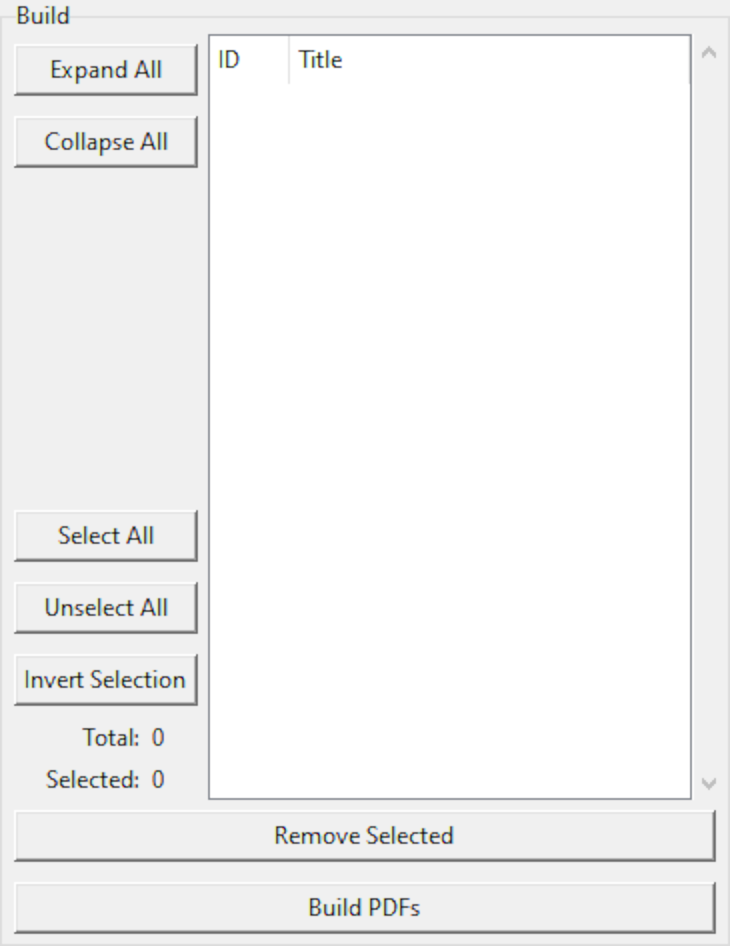 Build
Expand All
Collapse All
ID Title
Select All
Unselect All
Invert Selection
Total: 0
Selected: 0
Remove Selected
Build PDFs